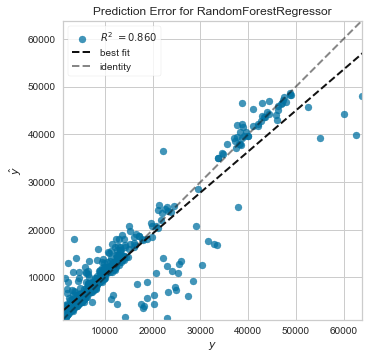 Prediction Error for RandomForestRegressor
R² = 0.860
best fit
identity
60000
50000
40000
30000
20000
10000
ŷ
10000 20000 30000 40000 50000 60000
y